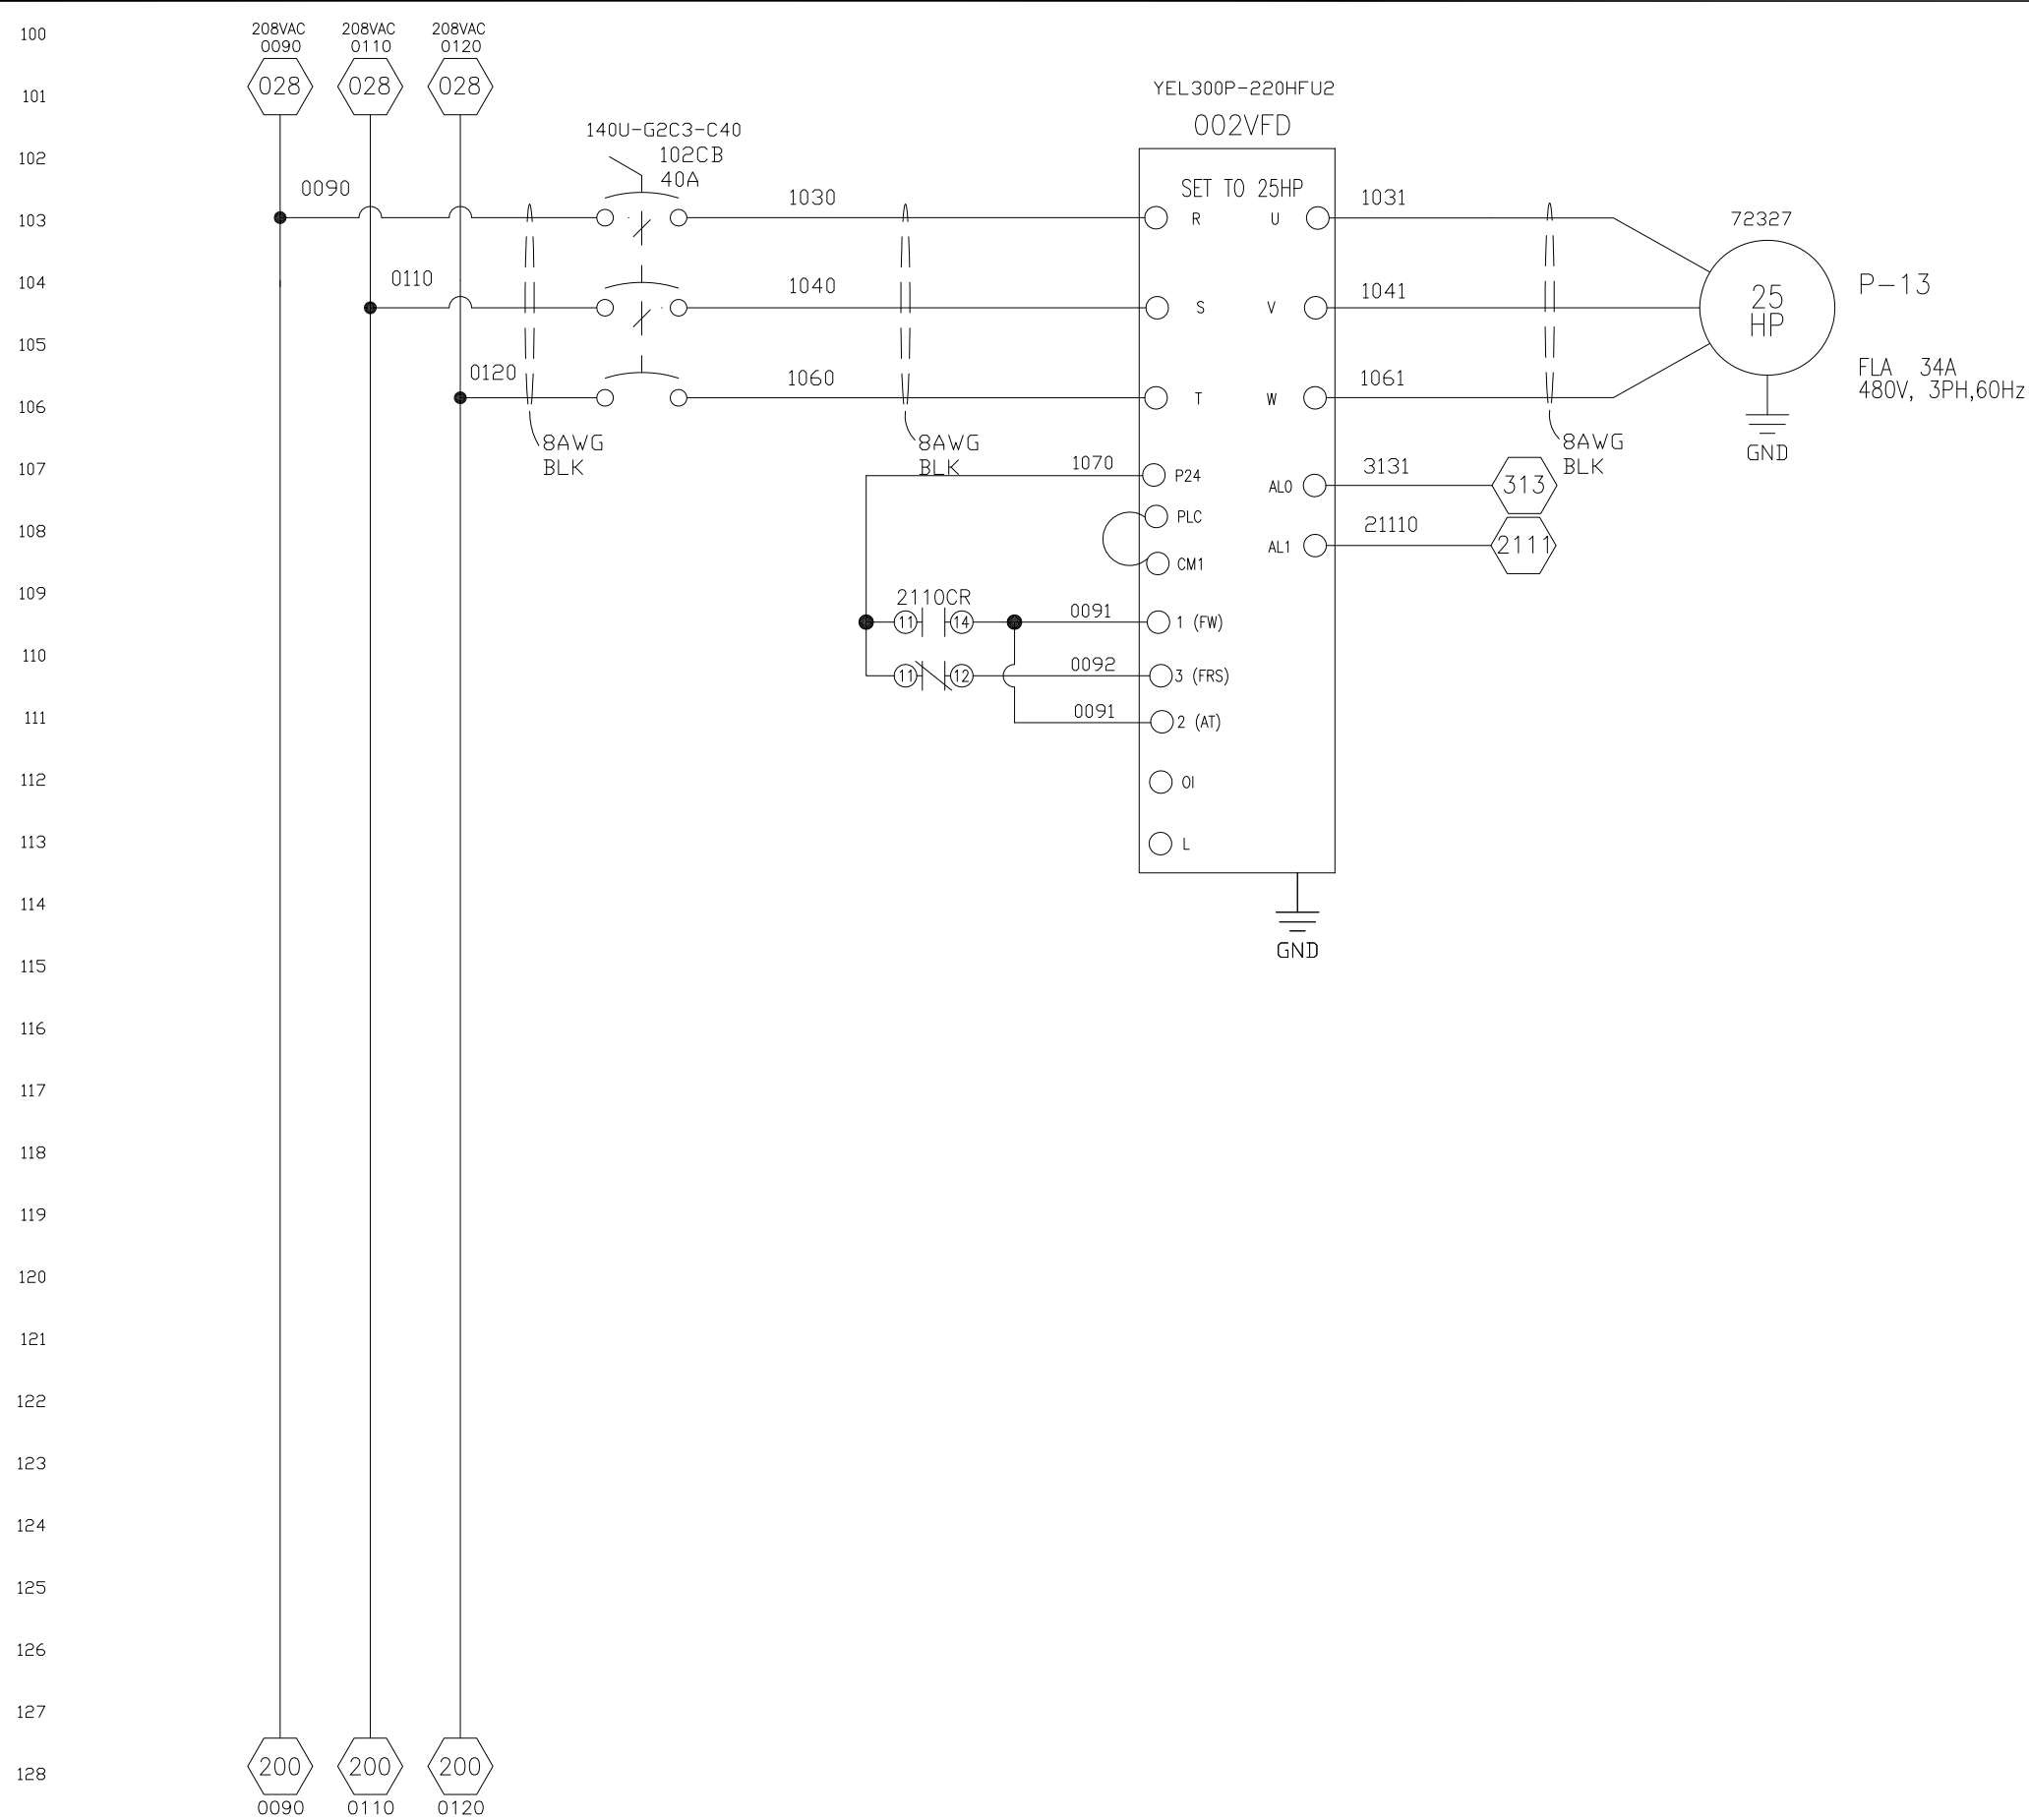 100
208VAC 208VAC 208VAC
0090 0110 0120
028 028 028
101
YEL300P-220HFU2
002VFD
140U-G2C3-C40
102CB
40A
102
0090
1030
SET TO 25HP
1031
R U
72327
103
0110
1040
1041
104
S V
25
HP
P-13
105
0120
1060
1061
T W
FLA 34A
480V, 3PH,60Hz
106
8AWG
BLK
8AWG
BLK
8AWG
BLK
GND
107
1070
P24
3131
AL0
313
PLC
108
21110
AL1
2111
CM1
109
2110CR
11 14
0091
1 (FW)
110
11 12
0092
3 (FRS)
111
0091
2 (AT)
112
OI
113
L
114
GND
115
116
117
118
119
120
121
122
123
124
125
126
127
128
200 200 200
0090 0110 0120